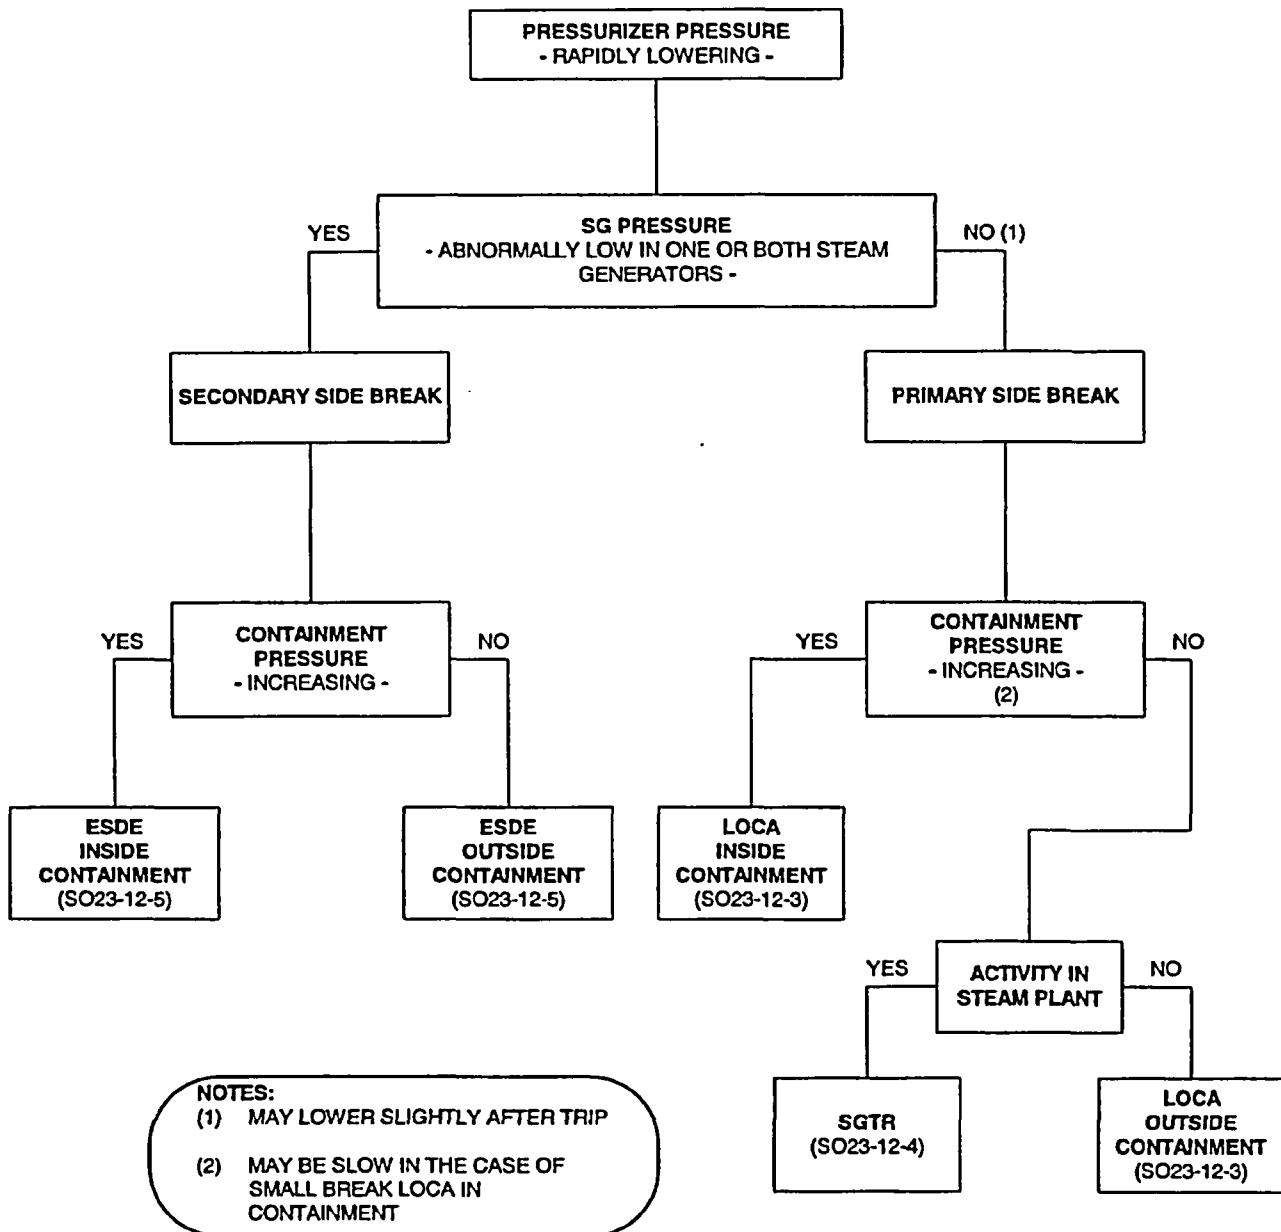 PRESSURIZER PRESSURE
- RAPIDLY LOWERING -
YES
SG PRESSURE
- ABNORMALLY LOW IN ONE OR BOTH STEAM
GENERATORS -
NO (1)
SECONDARY SIDE BREAK
PRIMARY SIDE BREAK
YES
CONTAINMENT
PRESSURE
- INCREASING -
NO
YES
CONTAINMENT
PRESSURE
- INCREASING -
(2)
NO
ESDE
INSIDE
CONTAINMENT
(SO23-12-5)
ESDE
OUTSIDE
CONTAINMENT
(SO23-12-5)
LOCA
INSIDE
CONTAINMENT
(SO23-12-3)
YES
ACTIVITY IN
STEAM PLANT
NO
SGTR
(SO23-12-4)
LOCA
OUTSIDE
CONTAINMENT
(SO23-12-3)
NOTES:
(1) MAY LOWER SLIGHTLY AFTER TRIP
(2) MAY BE SLOW IN THE CASE OF
SMALL BREAK LOCA IN
CONTAINMENT